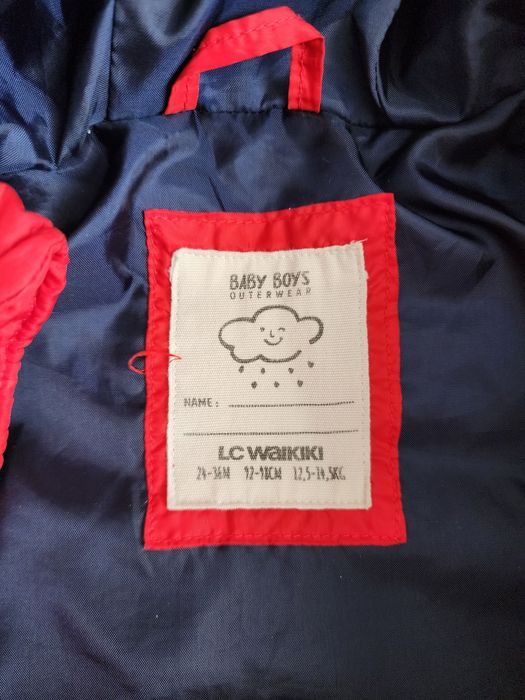 BABY BOYS
OUTERWEAR
NAME:
LC WAIKIKI
24-36M 92-98CM 12,5-14,5KG